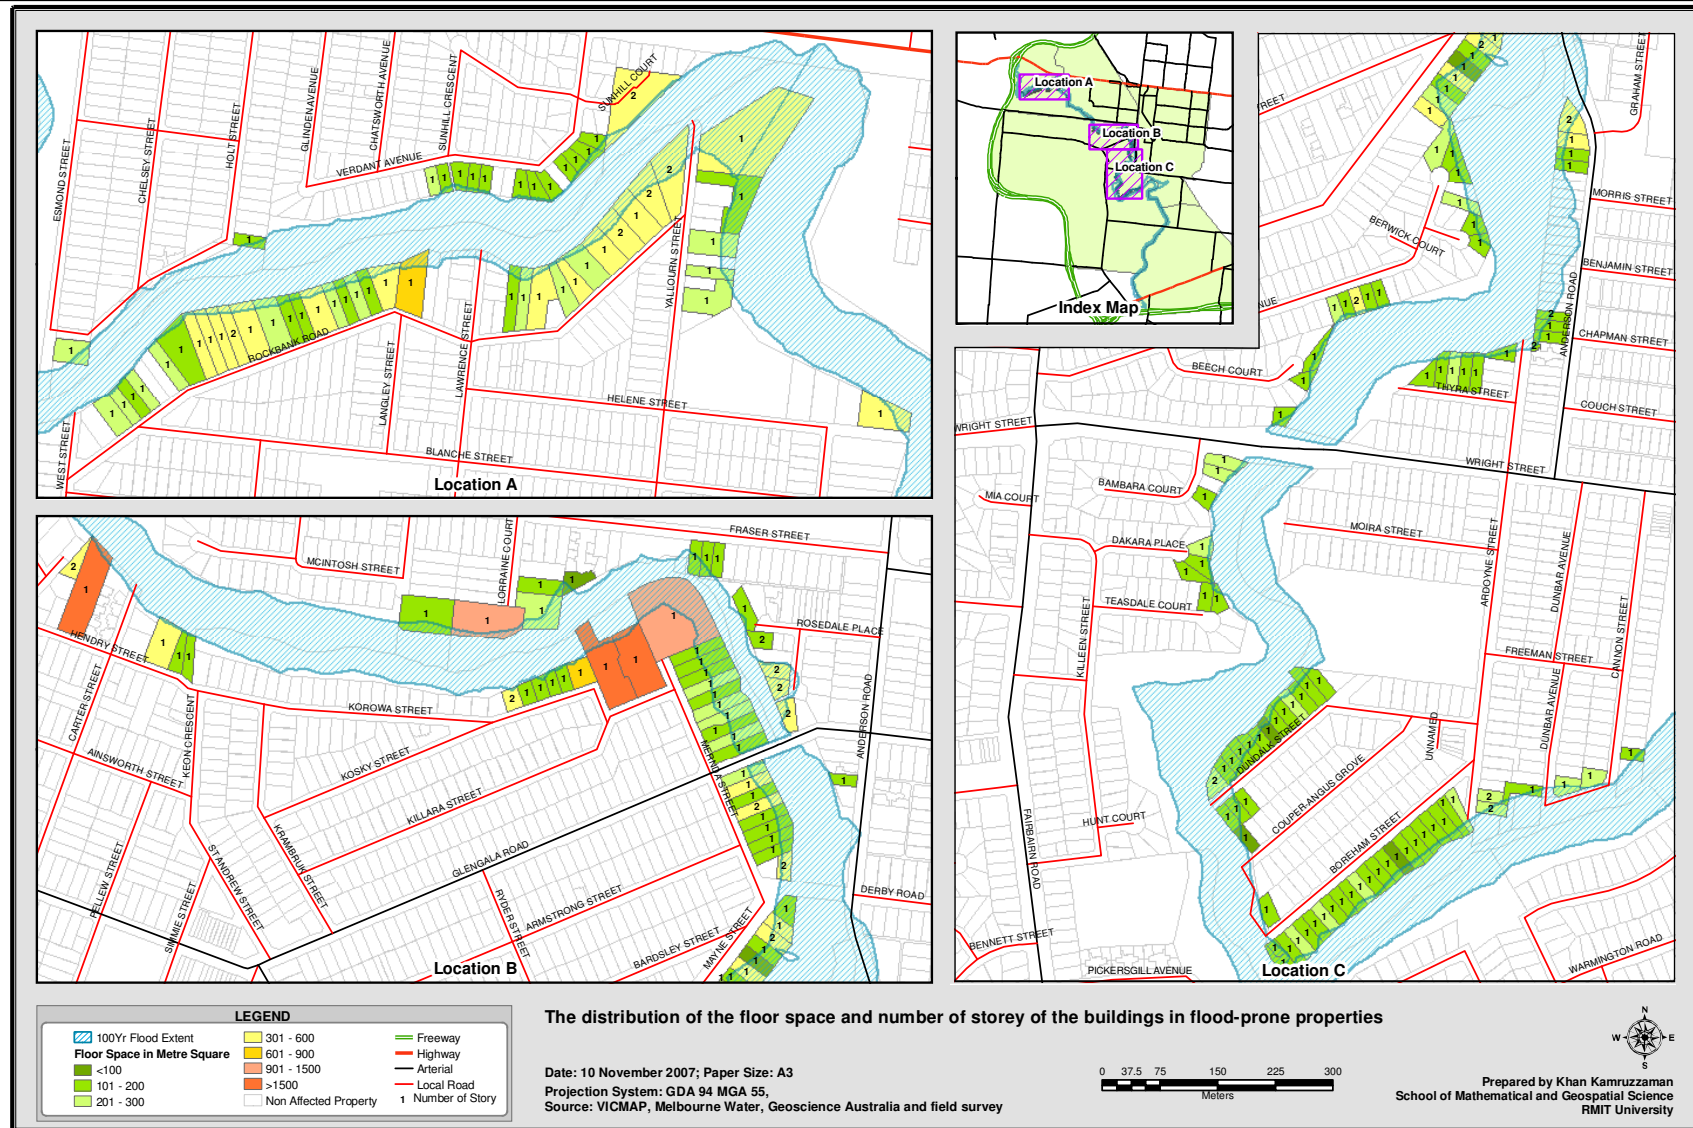 SUNHILL COURT
ESMOND STREET
CHELSEY STREET
HOLT STREET
GLINDEN AVENUE
CHATSWORTH AVENUE
SUNHILL CRESCENT
VERDANT AVENUE
ROCKBANK ROAD
LANGLEY STREET
LAWRENCE STREET
YALLOURN STREET
HELENE STREET
BLANCHE STREET
WEST STREET
Location A
Location A
Location B
Location C
Index Map
GRAHAM STREET
MORRIS STREET
BERWICK COURT
BENJAMIN STREET
ANDERSON ROAD
CHAPMAN STREET
BEECH COURT
THYRA STREET
COUCH STREET
WRIGHT STREET
WRIGHT STREET
MIA COURT
BAMBARA COURT
MOIRA STREET
DAKARA PLACE
TEASDALE COURT
KILLEEN STREET
ARDOYNE STREET
DUNBAR AVENUE
CANNON STREET
FREEMAN STREET
DUNBAR AVENUE
UNNAMED
DUNDALK STREET
COUPER-ANGUS GROVE
BOREHAM STREET
HUNT COURT
FAIRBAIRN ROAD
BENNETT STREET
PICKERSGILL AVENUE
WARMINGTON ROAD
Location C
FRASER STREET
MCINTOSH STREET
LORRAINE COURT
ROSEDALE PLACE
HENDRY STREET
CARTER STREET
KEON CRESCENT
KOROWA STREET
AINSWORTH STREET
KOSKY STREET
KILLARA STREET
MERNDA STREET
ANDERSON ROAD
GLENGALA ROAD
KRAMBRUK STREET
ST ANDREW STREET
PELLEW STREET
SIMMIE STREET
RYDER STREET
ARMSTRONG STREET
BARDSLEY STREET
MAYNE STREET
DERBY ROAD
Location B
LEGEND
100Yr Flood Extent
Floor Space in Metre Square
<100
101 - 200
201 - 300
301 - 600
601 - 900
901 - 1500
>1500
Non Affected Property
Freeway
Highway
Arterial
Local Road
1 Number of Story
The distribution of the floor space and number of storey of the buildings in flood-prone properties
Date: 10 November 2007; Paper Size: A3
Projection System: GDA 94 MGA 55,
Source: VICMAP, Melbourne Water, Geoscience Australia and field survey
0 37.5 75 150 225 300
Meters
N
W E
S
Prepared by Khan Kamruzzaman
School of Mathematical and Geospatial Science
RMIT University